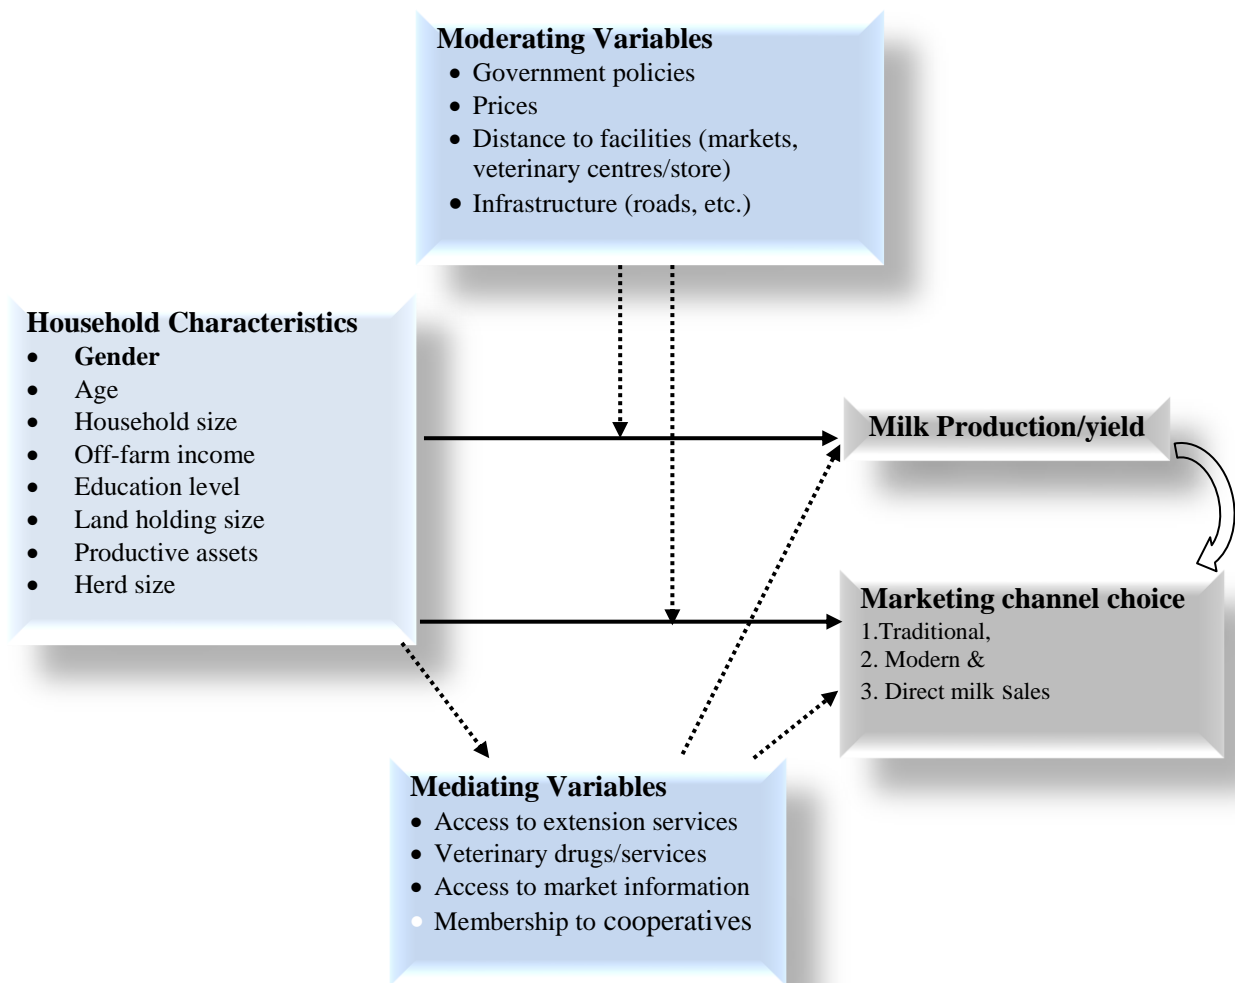 Moderating Variables
• Government policies
• Prices
• Distance to facilities (markets,
veterinary centres/store)
• Infrastructure (roads, etc.)
Household Characteristics
• Gender
• Age
• Household size
• Off-farm income
• Education level
• Land holding size
• Productive assets
• Herd size
Milk Production/yield
Marketing channel choice
1.Traditional,
2. Modern &
3. Direct milk Sales
Mediating Variables
• Access to extension services
• Veterinary drugs/services
• Access to market information
• Membership to cooperatives